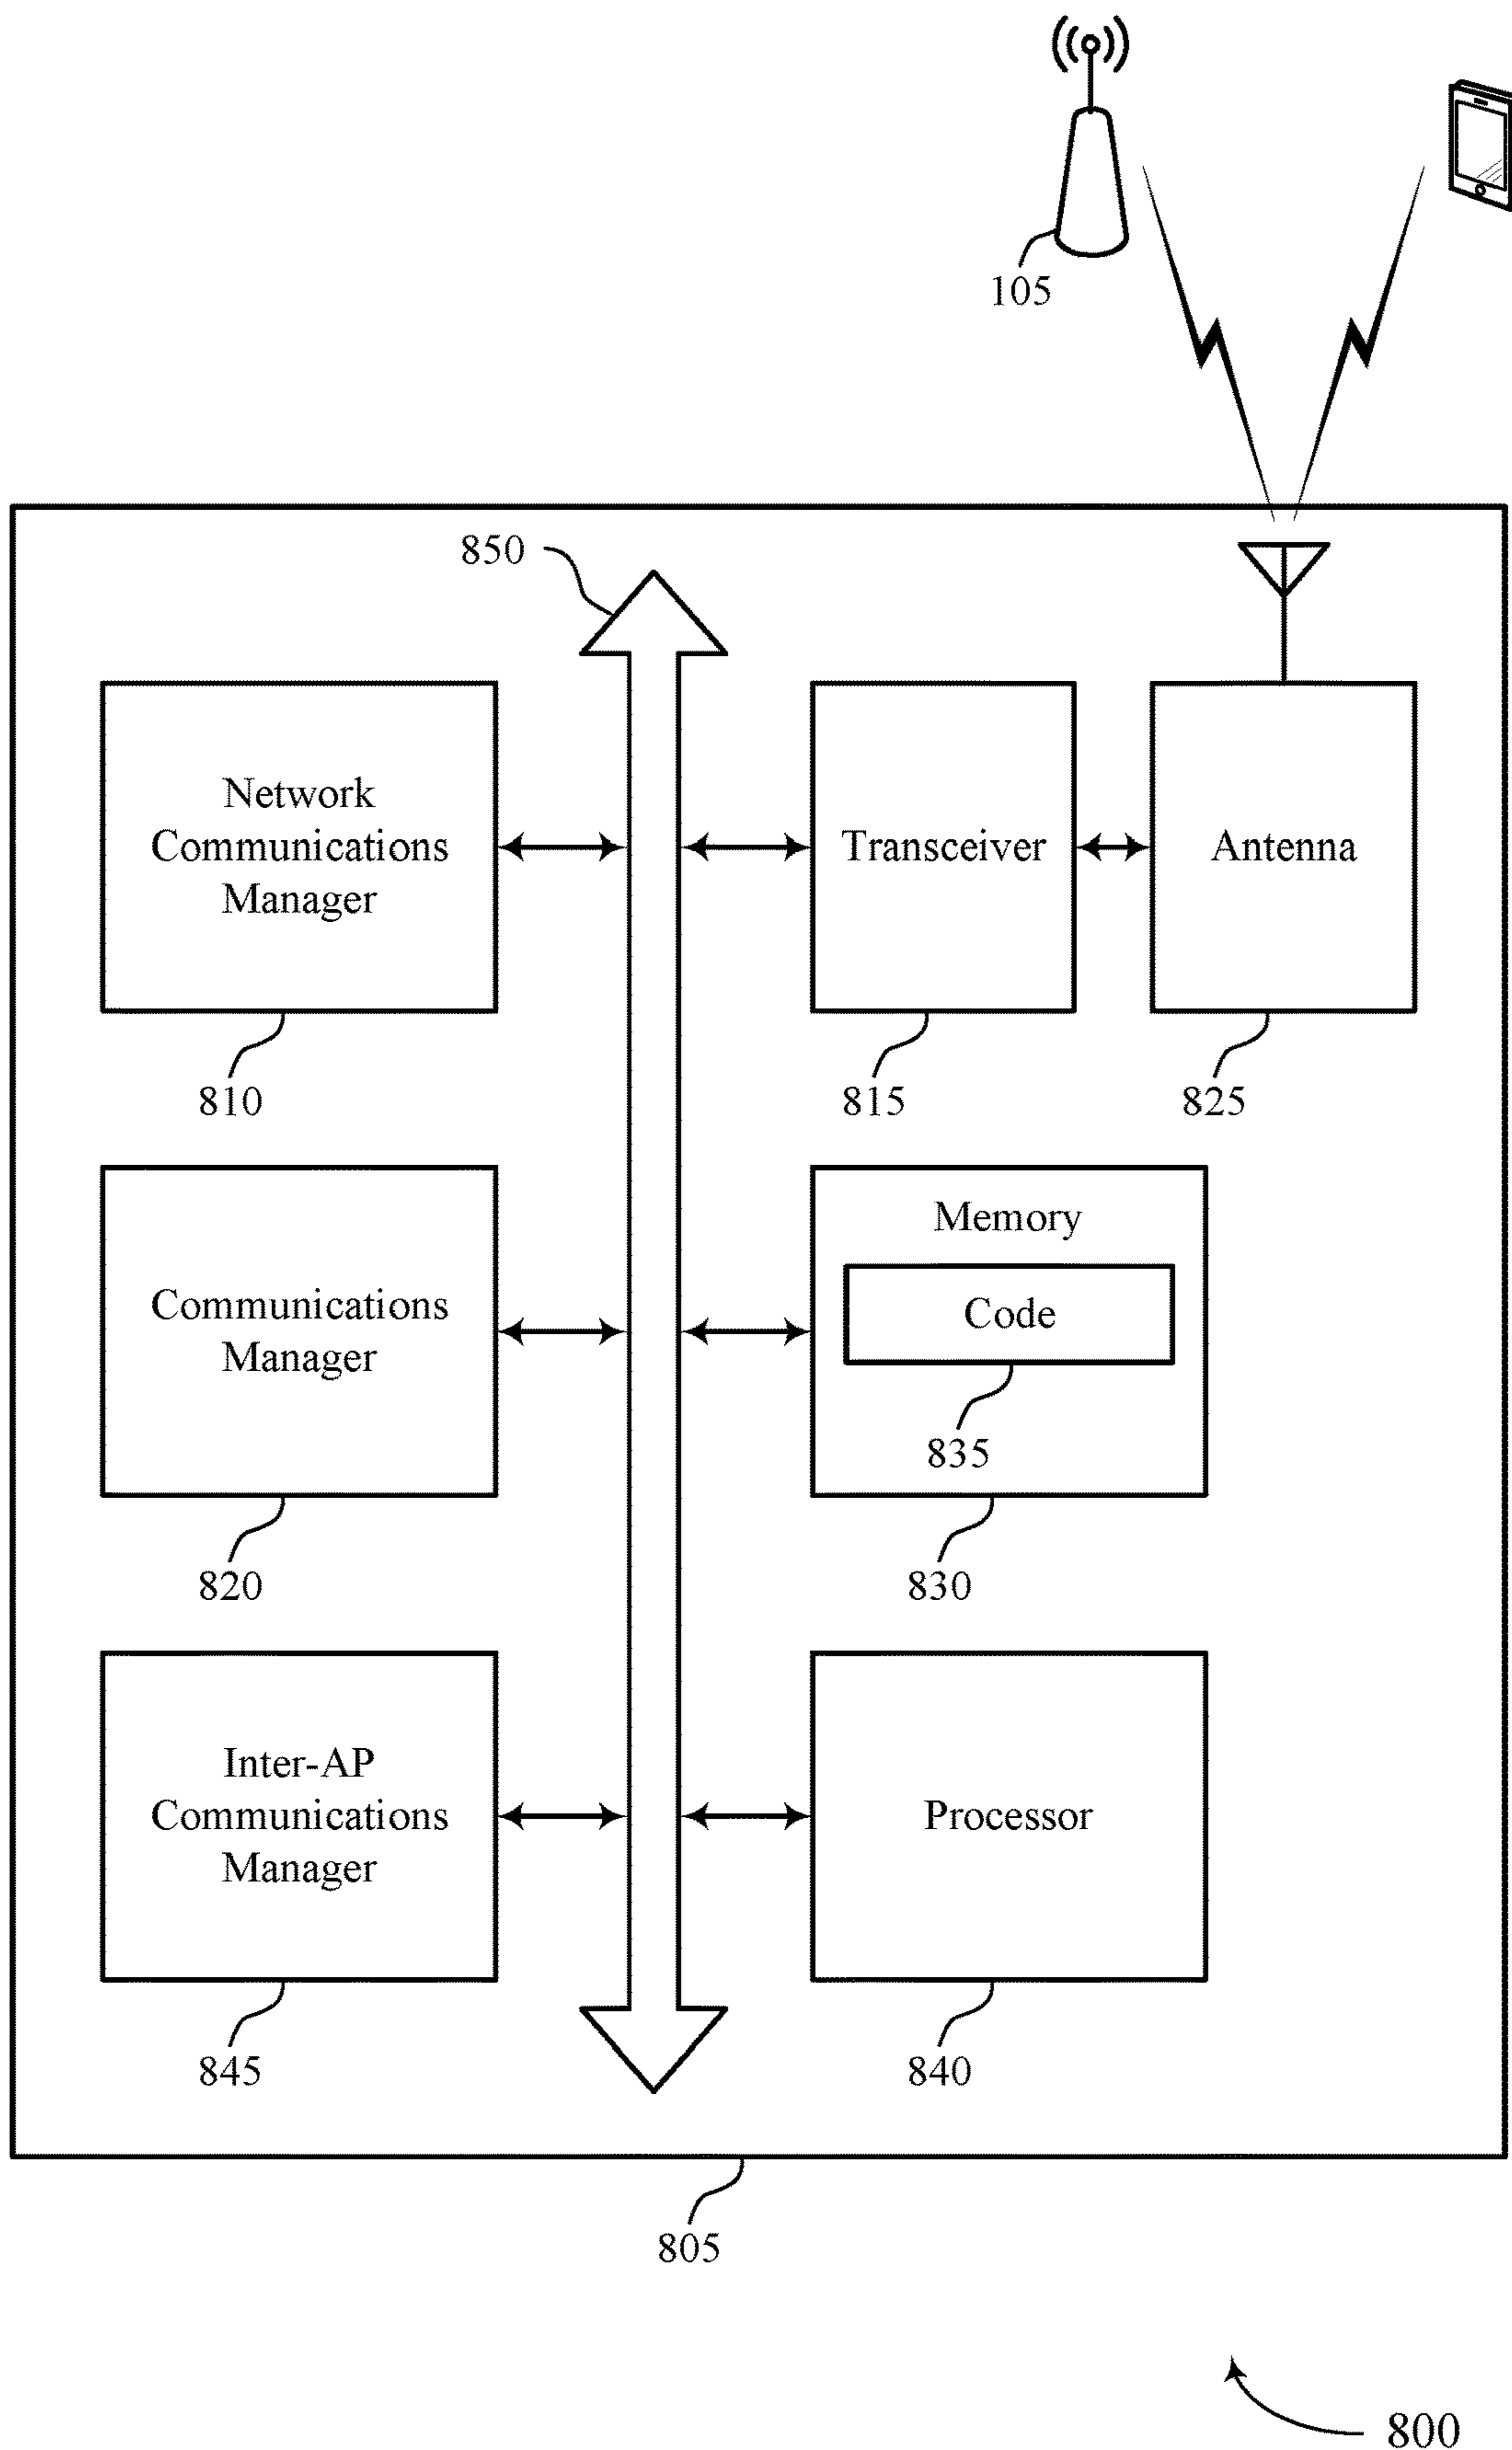 105
850
Network
Communications
Manager
Transceiver
Antenna
810
815
825
Communications
Manager
Memory
Code
835
820
830
Inter-AP
Communications
Manager
Processor
845
840
805
800